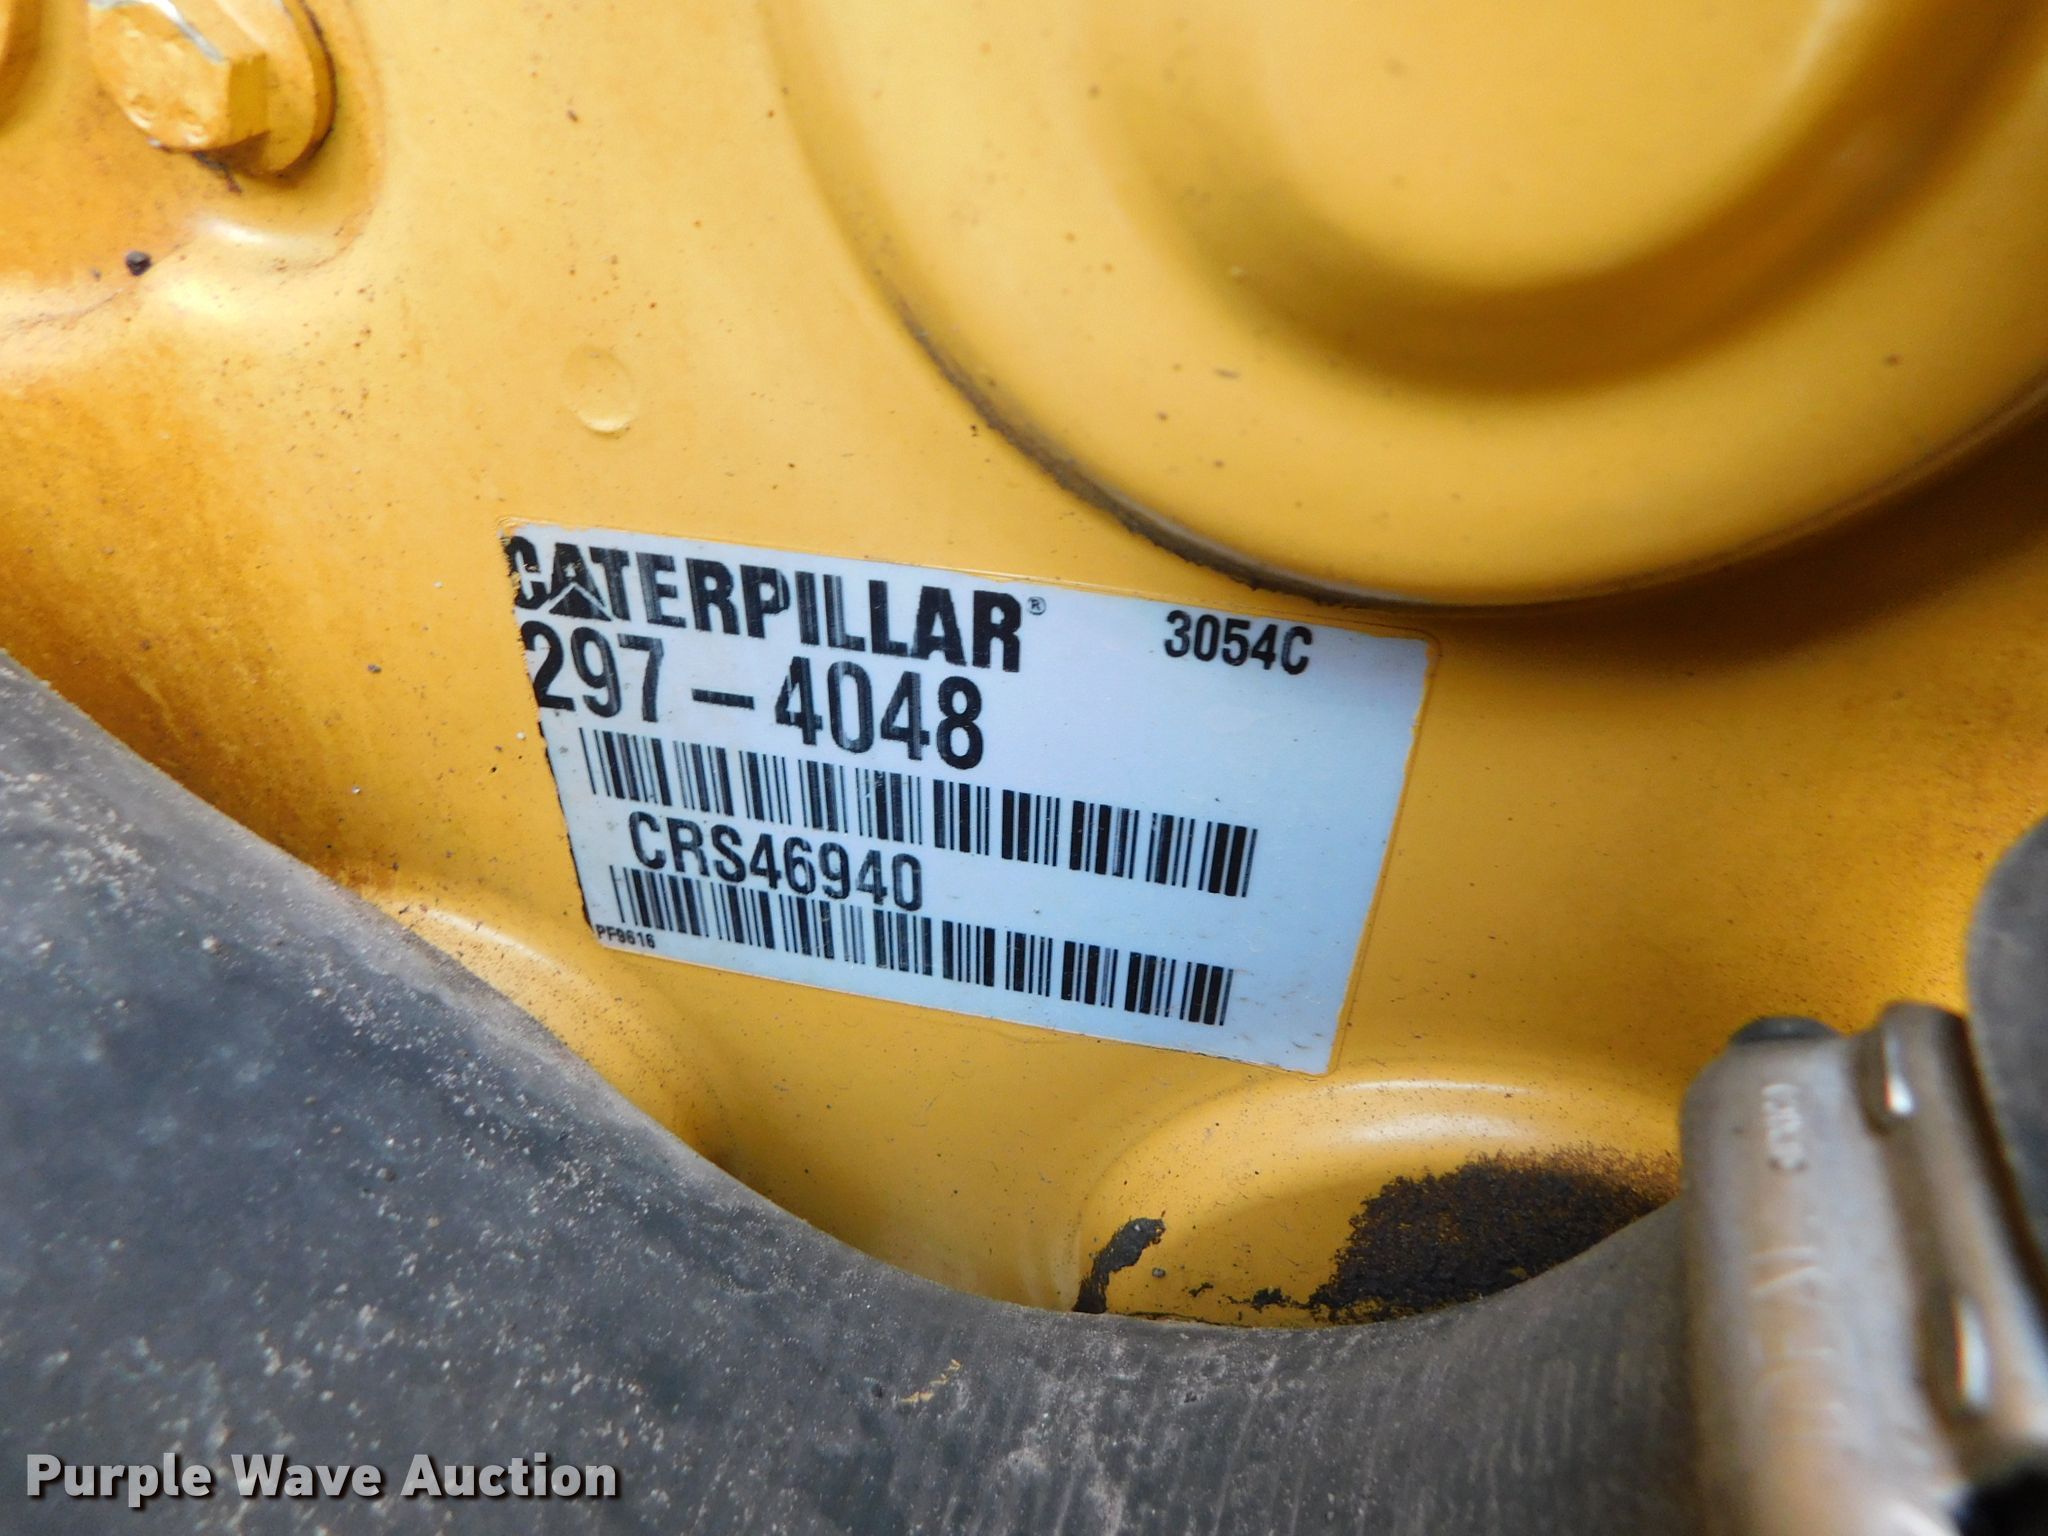 CATERPILLAR®
3054C
297-4048
CRS46940
PF9616
Purple Wave Auction